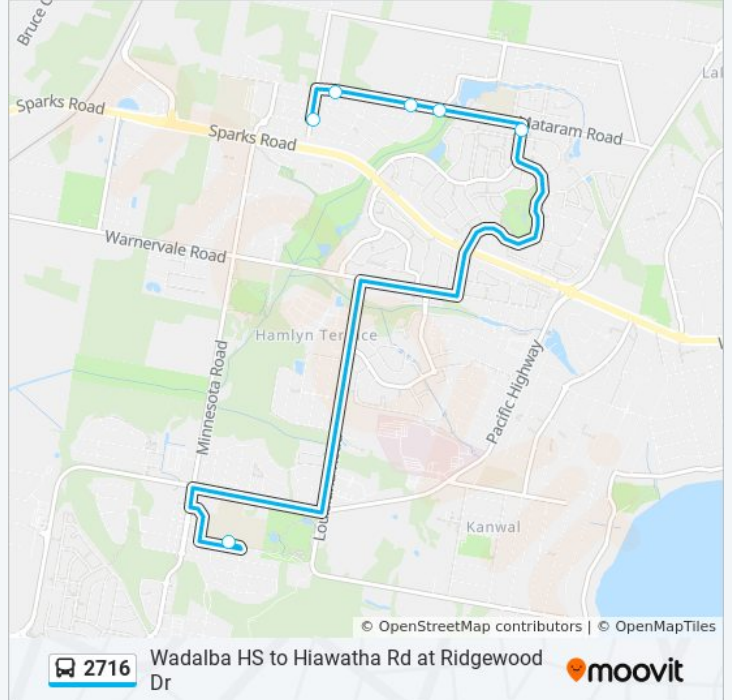 Bruce
Sparks Road
Sparks Road
Mataram Road
Warnervale Road
Hamlyn Terrace
Minnesota Road
Pacific Highway
Kanwal
© OpenStreetMap contributors | © OpenMapTiles
2716
Wadalba HS to Hiawatha Rd at Ridgewood
Dr
moovit